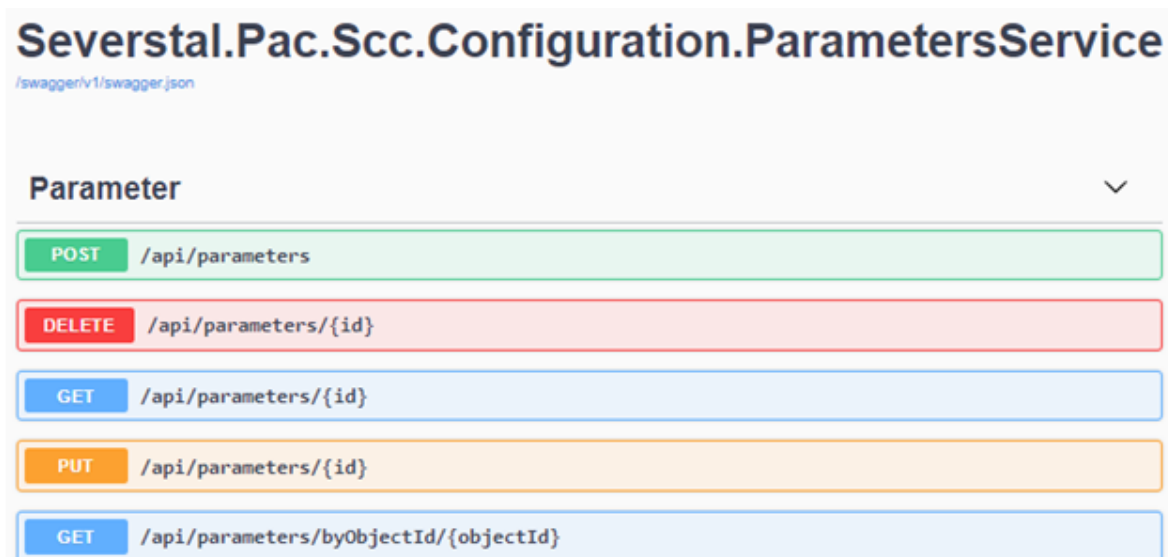 Severstal.Pac.Scc.Configuration.ParametersService
/swagger/v1/swagger.json
Parameter
POST /api/parameters
DELETE /api/parameters/{id}
GET /api/parameters/{id}
PUT /api/parameters/{id}
GET /api/parameters/byObjectId/{objectId}